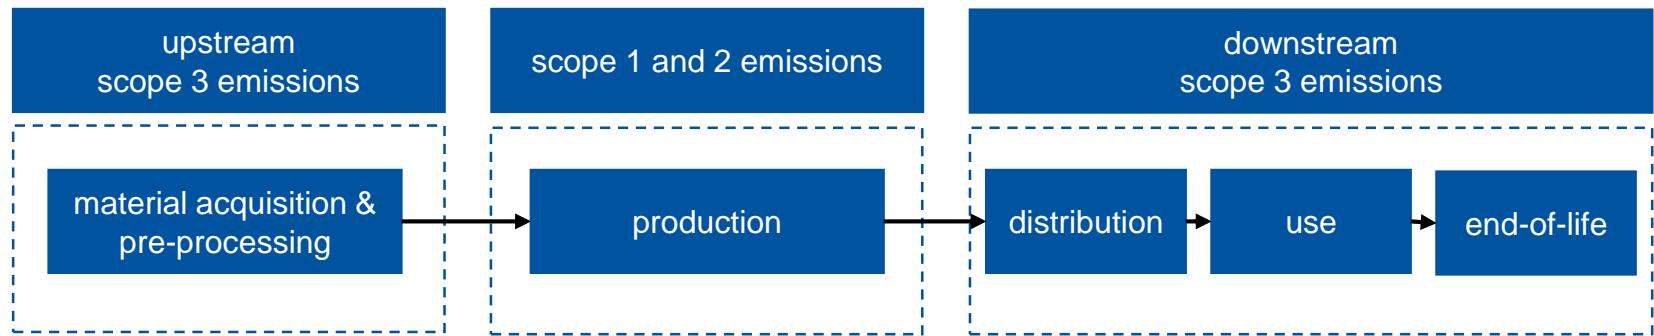 upstream
scope 3 emissions
scope 1 and 2 emissions
downstream
scope 3 emissions
material acquisition &
pre-processing
production
distribution
use
end-of-life